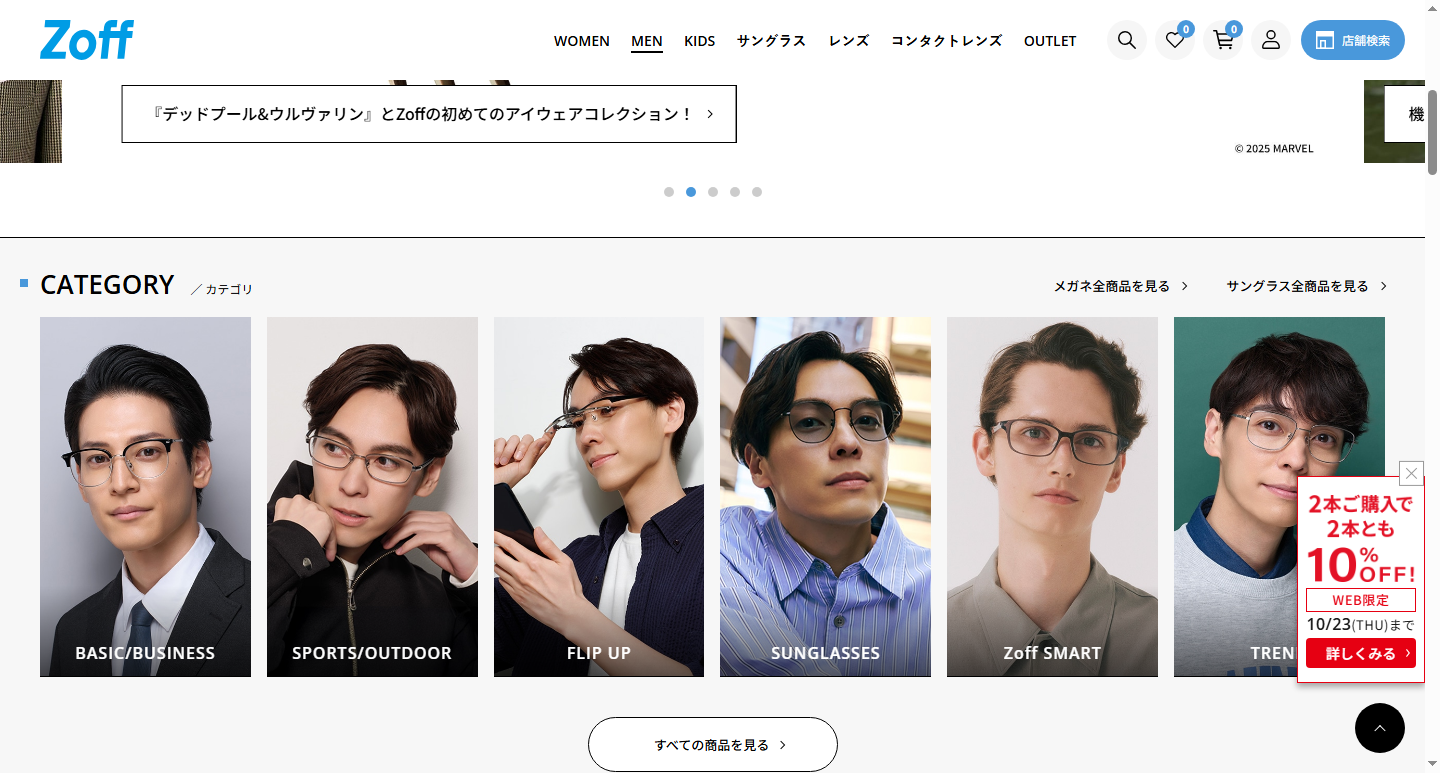 Zoff
WOMEN MEN KIDS サングラス レンズ コンタクトレンズ OUTLET 0 0 店舗検索
『デッドプール&ウルヴァリン』とZoffの初めてのアイウェアコレクション！
機
© 2025 MARVEL
CATEGORY ／カテゴリ メガネ全商品を見る サングラス全商品を見る
BASIC/BUSINESS SPORTS/OUTDOOR FLIP UP SUNGLASSES Zoff SMART TREN
2本ご購入で
2本とも
10%OFF!
WEB限定
10/23(THU)まで
詳しくみる
すべての商品を見る